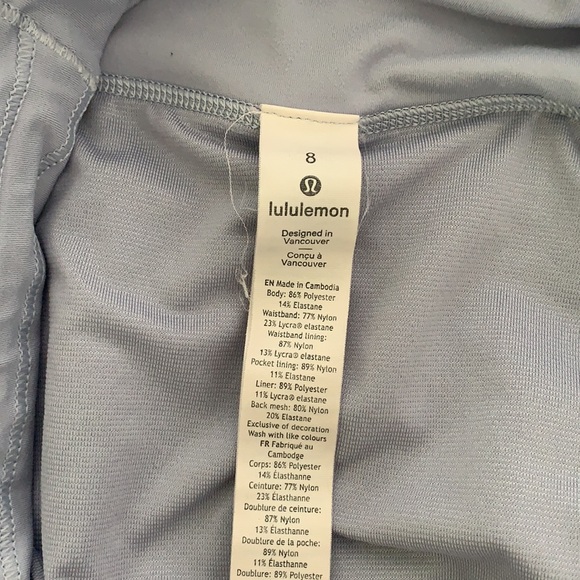 8
lululemon
Designed in
Vancouver
Conçu à
Vancouver
EN Made in Cambodia
Body: 86% Polyester
14% Elastane
Waistband: 77% Nylon
23% Lycra® elastane
Waistband lining:
87% Nylon
13% Lycra® elastane
Pocket lining: 89% Nylon
11% Elastane
Liner: 89% Polyester
11% Lycra® elastane
Back mesh: 80% Nylon
20% Elastane
Exclusive of decoration
Wash with like colours
FR Fabriqué au
Cambodge
Corps: 86% Polyester
14% Élasthanne
Ceinture: 77% Nylon
23% Élasthanne
Doublure de ceinture:
87% Nylon
13% Élasthanne
Doublure de la poche:
89% Nylon
11% Élasthanne
Doublure: 89% Polyester